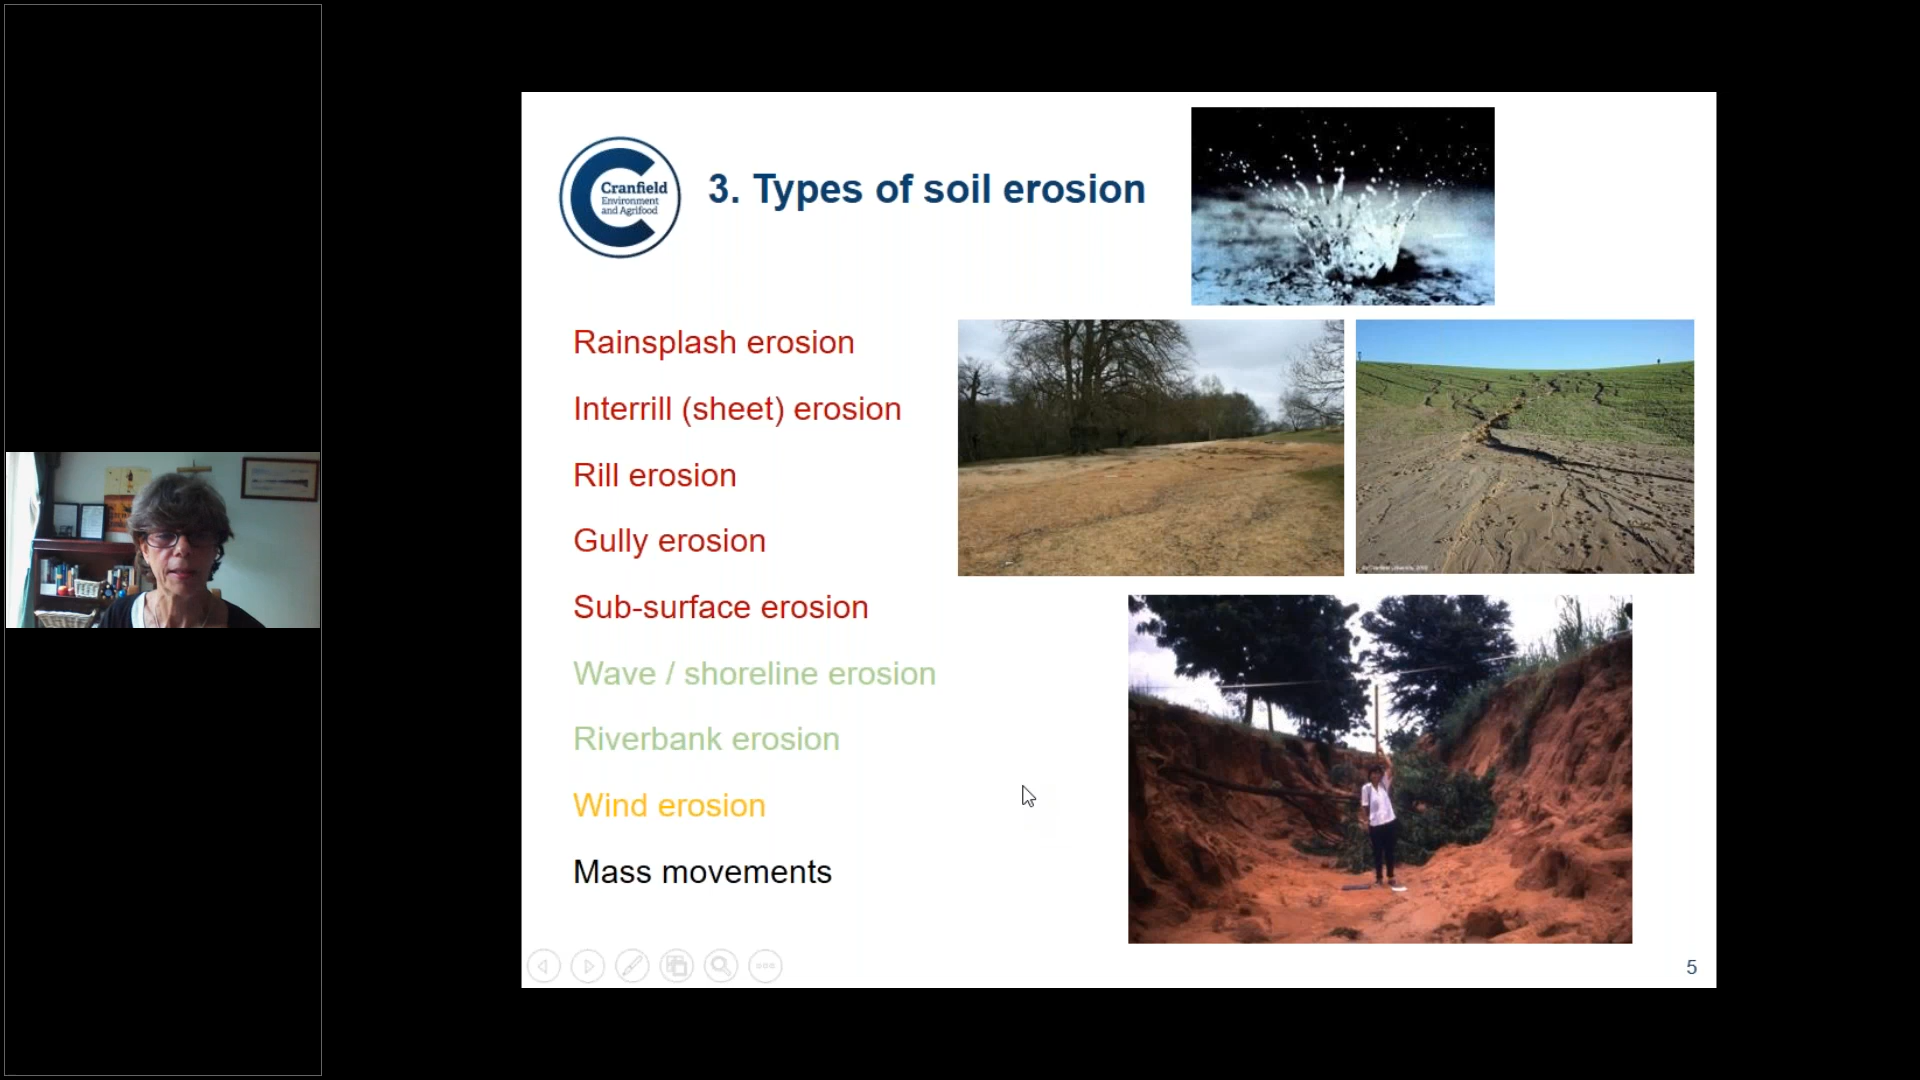 Cranfield
Environment
and Agrifood
3. Types of soil erosion
Rainsplash erosion
Interrill (sheet) erosion
Rill erosion
Gully erosion
Sub-surface erosion
Wave / shoreline erosion
Riverbank erosion
Wind erosion
Mass movements
5